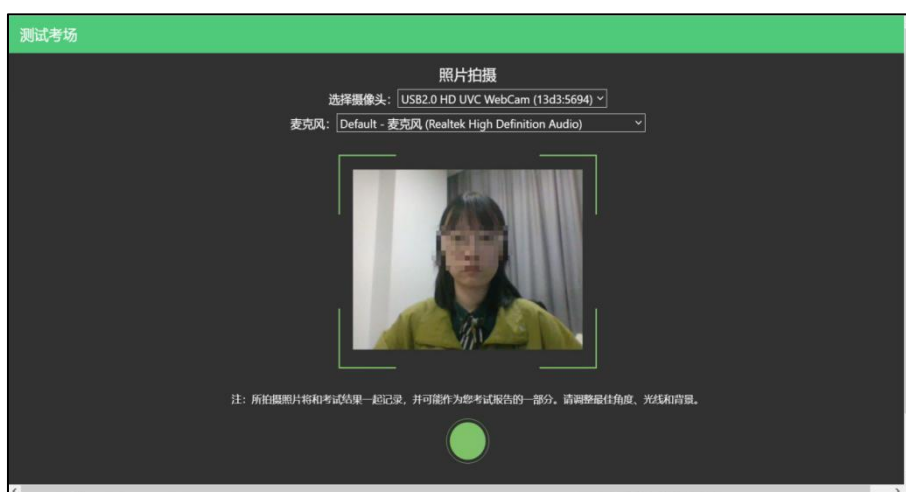 测试考场
照片拍摄
选择摄像头： USB2.0 HD UVC WebCam (13d3:5694)
麦克风： Default - 麦克风 (Realtek High Definition Audio)
注：所拍摄照片将和考试结果一起记录，并可能作为您考试报告的一部分。请调整最佳角度、光线和背景。